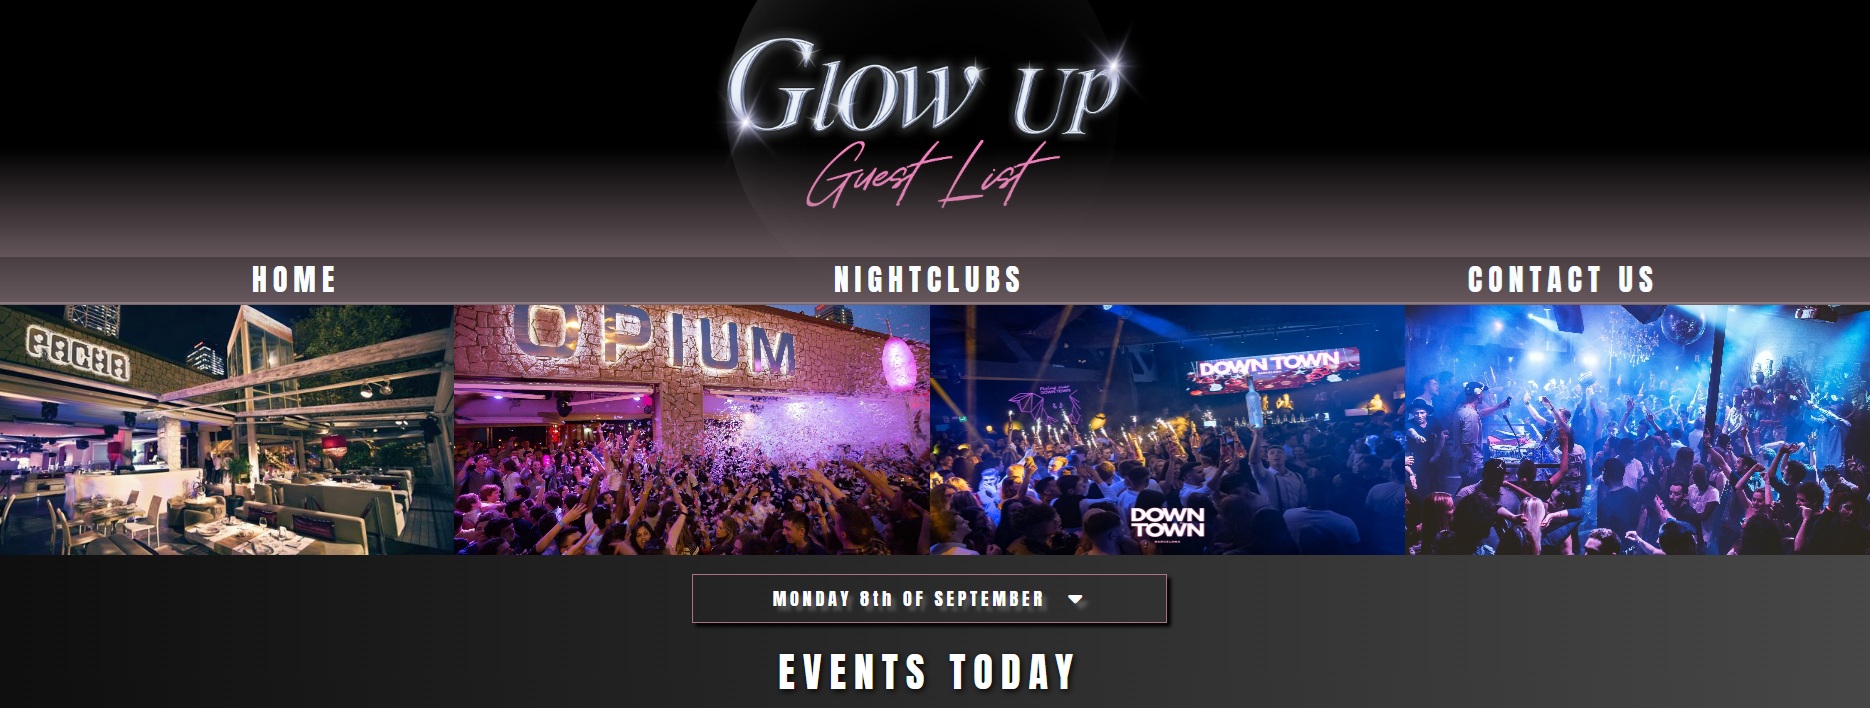 Glow up
Guest List
HOME
NIGHTCLUBS
CONTACT US
PACHA
OPIUM
DOWN TOWN
DOWN
TOWN
BARCELONA
MONDAY 8th OF SEPTEMBER
EVENTS TODAY